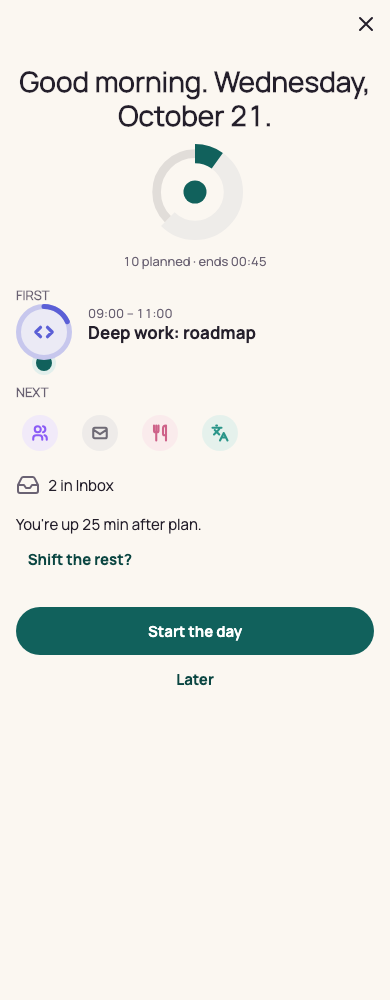 Good morning. Wednesday,
October 21.
10 planned · ends 00:45
FIRST
09:00 – 11:00
Deep work: roadmap
NEXT
2 in Inbox
You're up 25 min after plan.
Shift the rest?
Start the day
Later